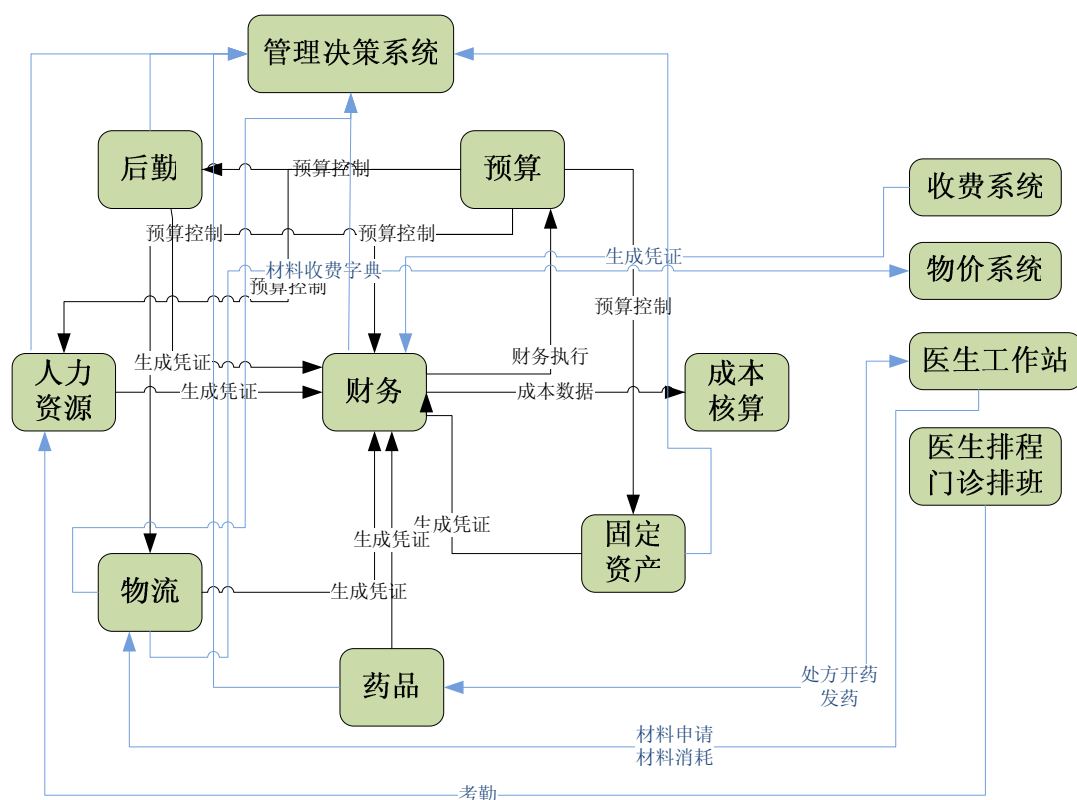 管理决策系统
后勤
预算控制
预算
收费系统
预算控制
预算控制
生成凭证
物价系统
材料收费字典
预算控制
预算控制
医生工作站
财务执行
生成凭证
人力
资源
生成凭证
财务
成本数据
成本
核算
医生排程
门诊排班
生成凭证
生成凭证
固定
资产
物流
生成凭证
药品
处方开药
发药
材料申请
材料消耗
考勤